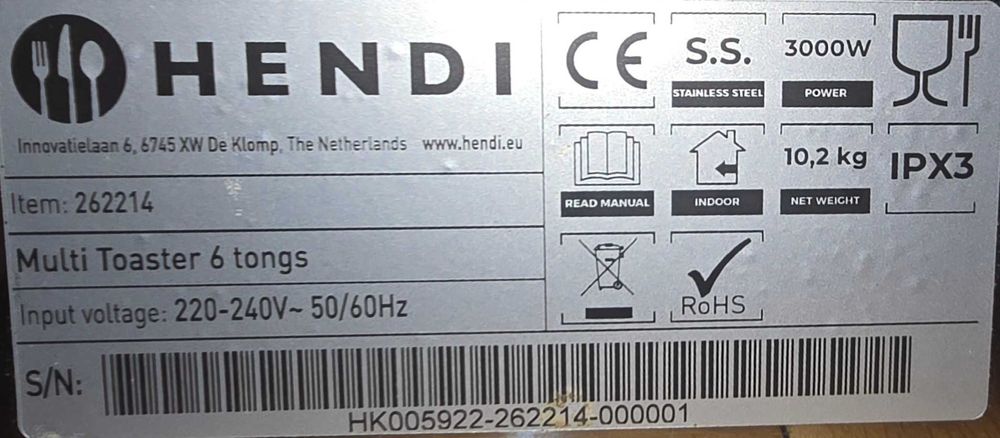 HENDI
Innovatielaan 6, 6745 XW De Klomp, The Netherlands www.hendi.eu
Item: 262214
Multi Toaster 6 tongs
Input voltage: 220-240V~ 50/60Hz
CE
S.S.
STAINLESS STEEL
3000W
POWER
READ MANUAL
INDOOR
10,2 kg
NET WEIGHT
IPX3
RoHS
S/N:
HK005922-262214-000001